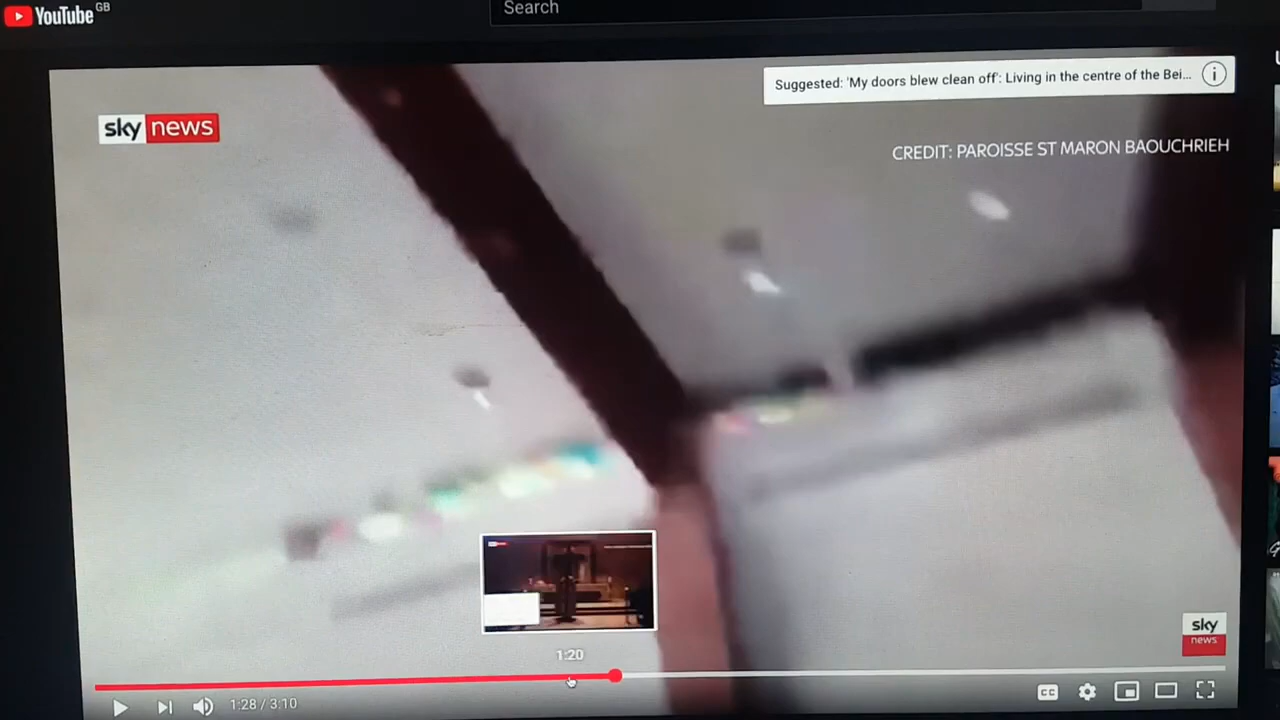 YouTube GB
Search
Suggested: 'My doors blew clean off': Living in the centre of the Bei...
sky news
CREDIT: PAROISSE ST MARON BAOUCHRIEH
1:20
sky
news
1:28 / 3:10
CC